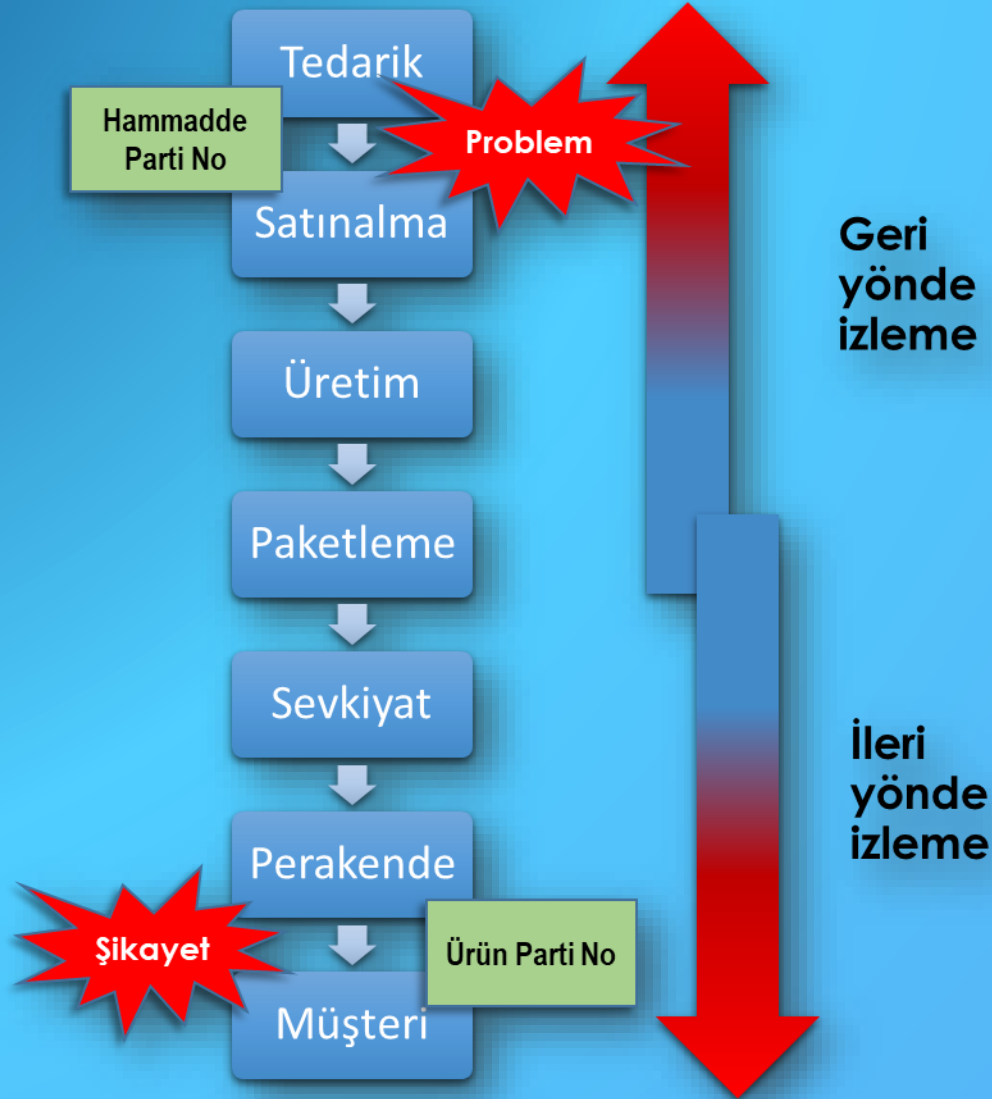 Tedarik
Hammadde
Parti No
Problem
Satınalma
Geri
yönde
izleme
Üretim
Paketleme
Sevkiyat
İleri
yönde
izleme
Perakende
Şikayet
Ürün Parti No
Müşteri